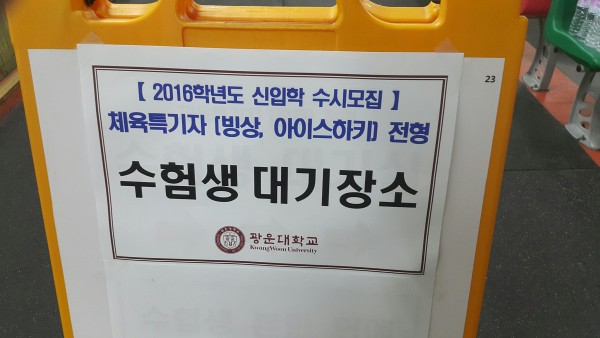 23
[ 2016학년도 신입학 수시모집 ]
체육특기자 (빙상, 아이스하키) 전형
수험생 대기장소
광운대학교
KwangWoon University